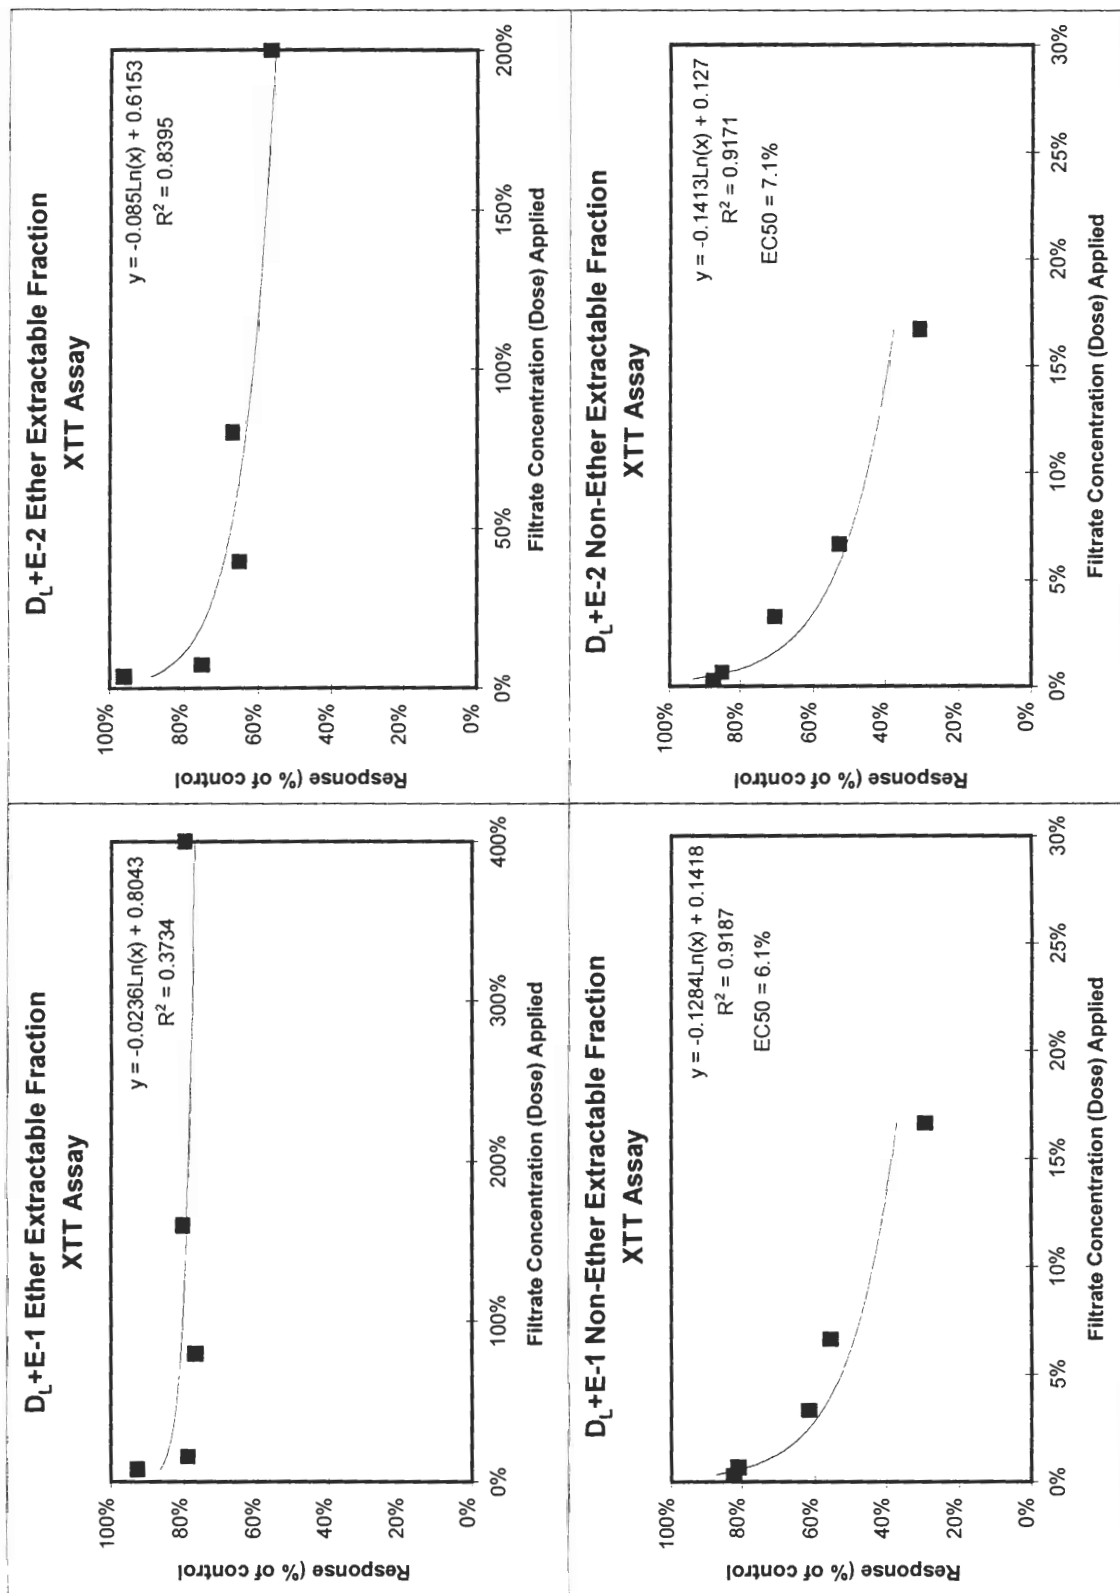 D_L+E-1 Ether Extractable Fraction
XTT Assay
y = -0.0236Ln(x) + 0.8043
R² = 0.3734
100%
80%
60%
40%
20%
0%
Response (% of control)
0%
100%
200%
300%
400%
Filtrate Concentration (Dose) Applied
D_L+E-2 Ether Extractable Fraction
XTT Assay
y = -0.085Ln(x) + 0.6153
R² = 0.8395
100%
80%
60%
40%
20%
0%
Response (% of control)
0%
50%
100%
150%
200%
Filtrate Concentration (Dose) Applied
D_L+E-1 Non-Ether Extractable Fraction
XTT Assay
y = -0.1284Ln(x) + 0.1418
R² = 0.9187
EC50 = 6.1%
100%
80%
60%
40%
20%
0%
Response (% of control)
0%
5%
10%
15%
20%
25%
30%
Filtrate Concentration (Dose) Applied
D_L+E-2 Non-Ether Extractable Fraction
XTT Assay
y = -0.1413Ln(x) + 0.127
R² = 0.9171
EC50 = 7.1%
100%
80%
60%
40%
20%
0%
Response (% of control)
0%
5%
10%
15%
20%
25%
30%
Filtrate Concentration (Dose) Applied